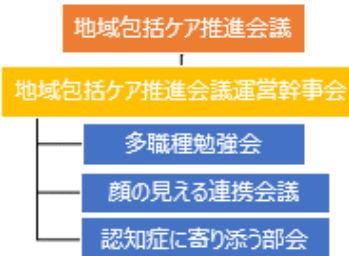 地域包括ケア推進会議
地域包括ケア推進会議運営幹事会
多職種勉強会
顔の見える連携会議
認知症に寄り添う部会